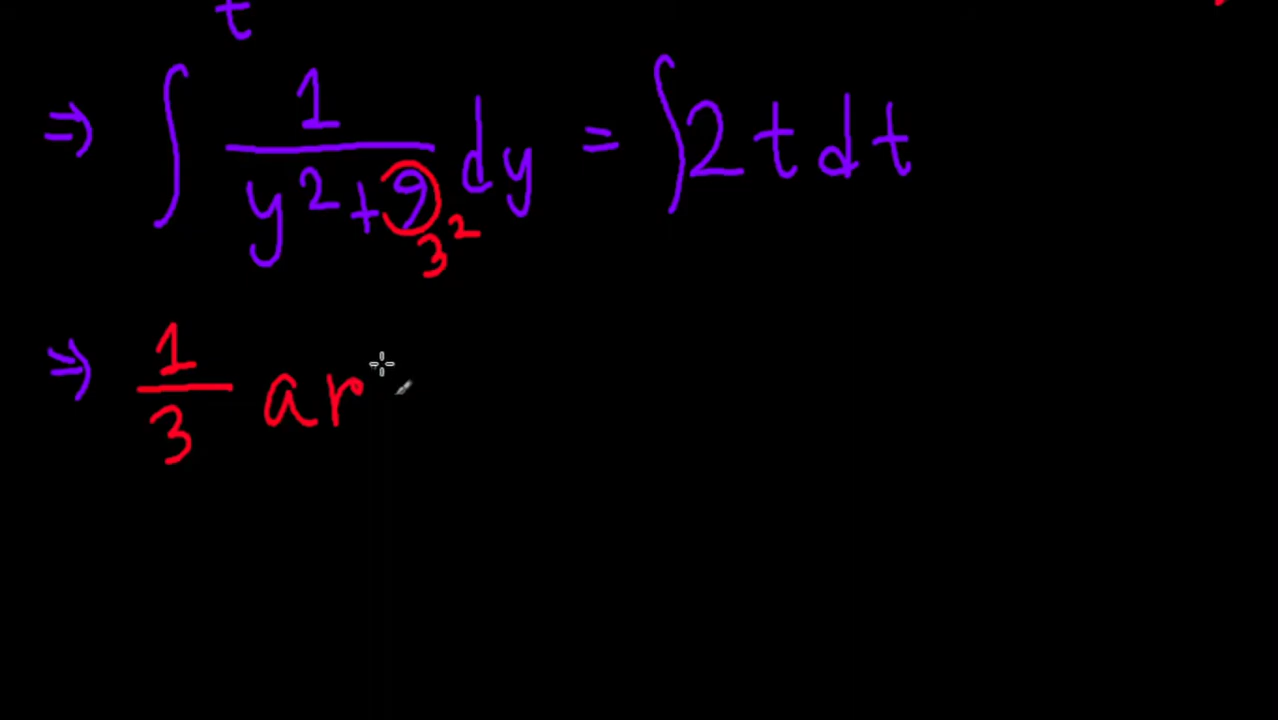 t
⇒ ∫ 1/(y² + 9) dy = ∫ 2t dt
3²
⇒ 1/3 ar